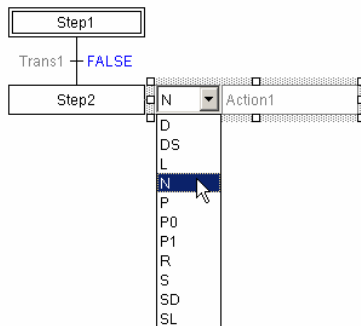 Step1
Trans1 FALSE
Step2 N Action1
D
DS
L
N
P
P0
P1
R
S
SD
SL